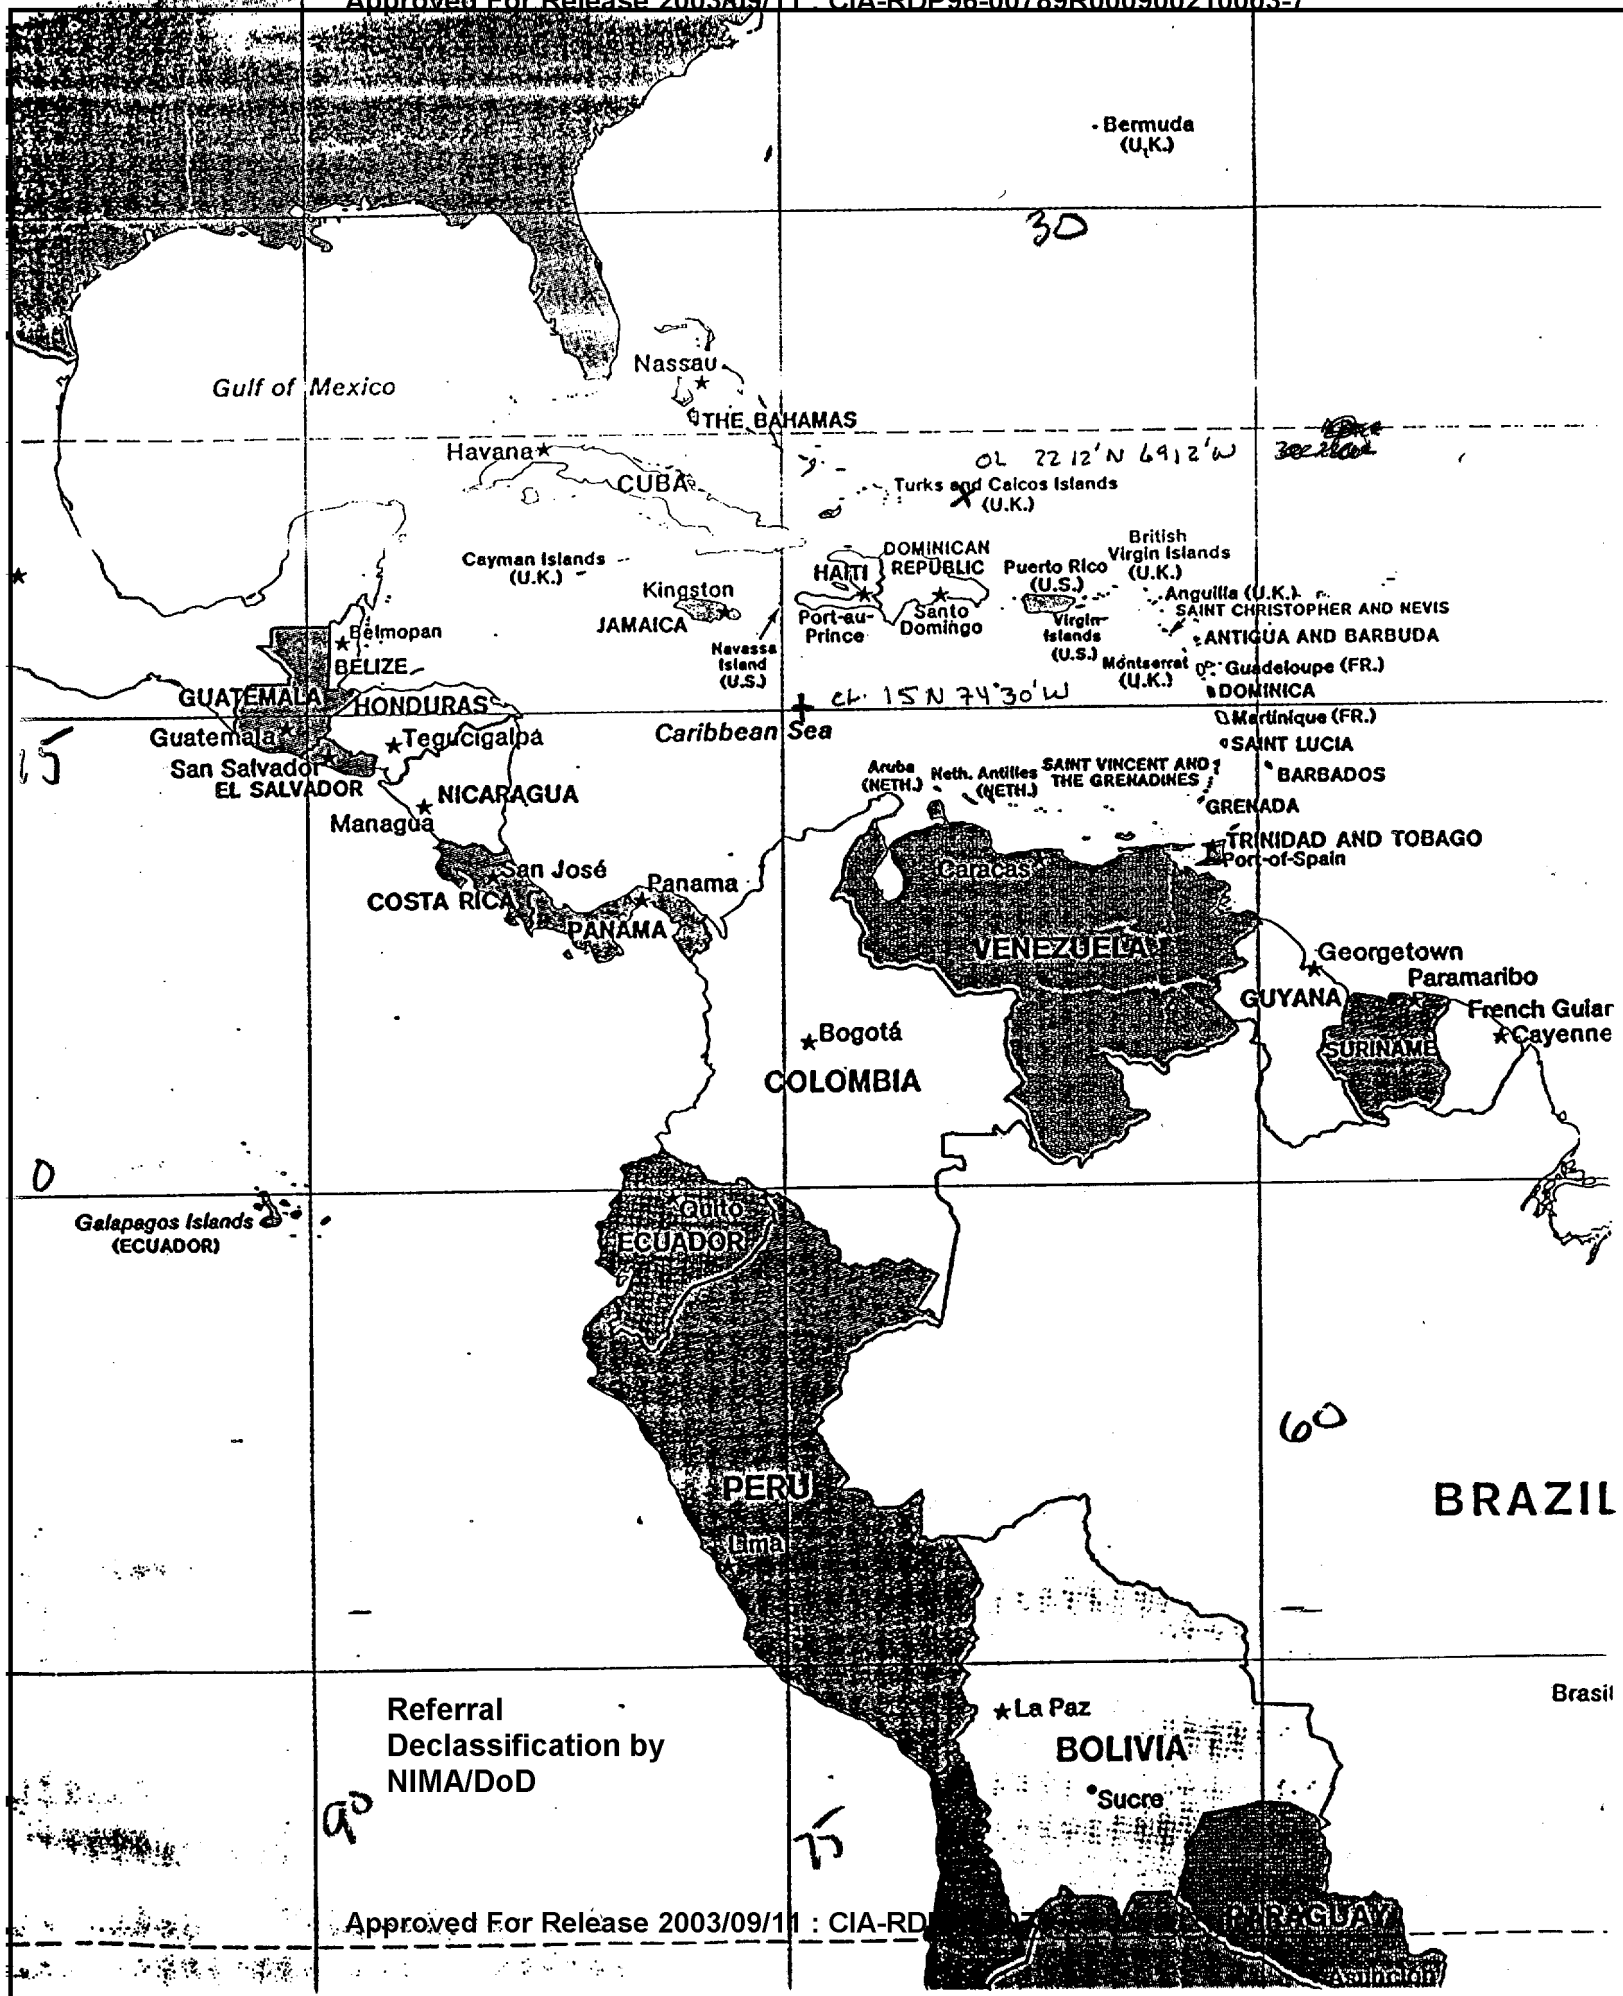 Approved For Release 2003/09/11 : CIA-RDP96-00789R000900210003-7
Bermuda
(U.K.)
30
Nassau
Gulf of Mexico
THE BAHAMAS
Havana
OL 22 12'N 69 12'W
CUBA
Turks and Caicos Islands
(U.K.)
X
Cayman Islands
(U.K.)
DOMINICAN
REPUBLIC
British
Virgin Islands
(U.K.)
HAITI
Puerto Rico
(U.S.)
Kingston
Anguilla (U.K.)
SAINT CHRISTOPHER AND NEVIS
JAMAICA
Port-au-
Prince
Santo
Domingo
Virgin
Islands
(U.S.)
Belmopan
ANTIGUA AND BARBUDA
Navassa
Island
(U.S.)
BELIZE
Montserrat
(U.K.)
Guadeloupe (FR.)
GUATEMALA
HONDURAS
CL. 15 N 74°30'W
DOMINICA
Martinique (FR.)
15
Guatemala
Tegucigalpa
Caribbean Sea
SAINT LUCIA
San Salvador
EL SALVADOR
Aruba
(NETH.)
Neth. Antilles
(NETH.)
SAINT VINCENT AND
THE GRENADINES
BARBADOS
NICARAGUA
GRENADA
Managua
TRINIDAD AND TOBAGO
Port-of-Spain
San José
Caracas
Panama
COSTA RICA
PANAMA
VENEZUELA
Georgetown
Paramaribo
GUYANA
French Guian
Cayenne
Bogotá
SURINAME
COLOMBIA
0
Quito
Galapagos Islands
(ECUADOR)
ECUADOR
60
PERU
BRAZIL
Lima
Referral
Declassification by
NIMA/DoD
La Paz
Brasil
BOLIVIA
Sucre
90
75
Approved For Release 2003/09/11 : CIA-RD
PARAGUAY
Asunción